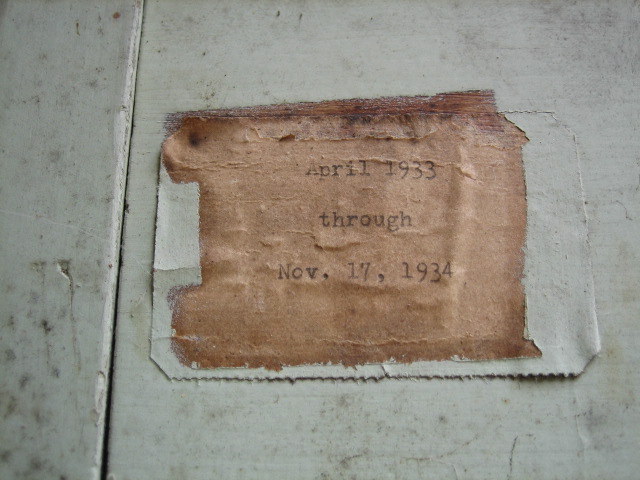 April 1933
through
Nov. 17, 1934